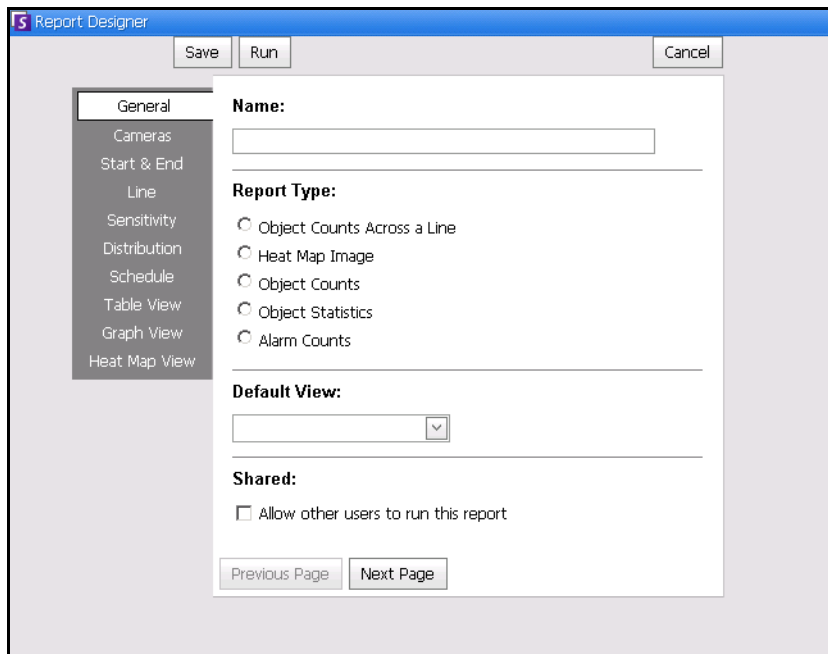 Report Designer
Save Run Cancel
General
Cameras
Start & End
Line
Sensitivity
Distribution
Schedule
Table View
Graph View
Heat Map View
Name:
Report Type:
Object Counts Across a Line
Heat Map Image
Object Counts
Object Statistics
Alarm Counts
Default View:
Shared:
Allow other users to run this report
Previous Page Next Page